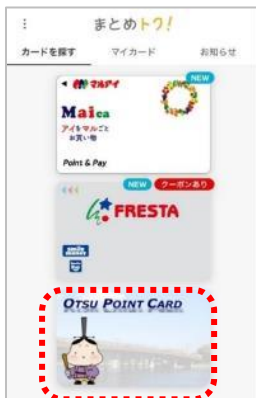 まとめトク!
カードを探す マイカード お知らせ
NEW
マルアイ
Maica
アイをマルごと
お買い物
Point & Pay
NEW クーポンあり
FRESTA
OTSU POINT CARD